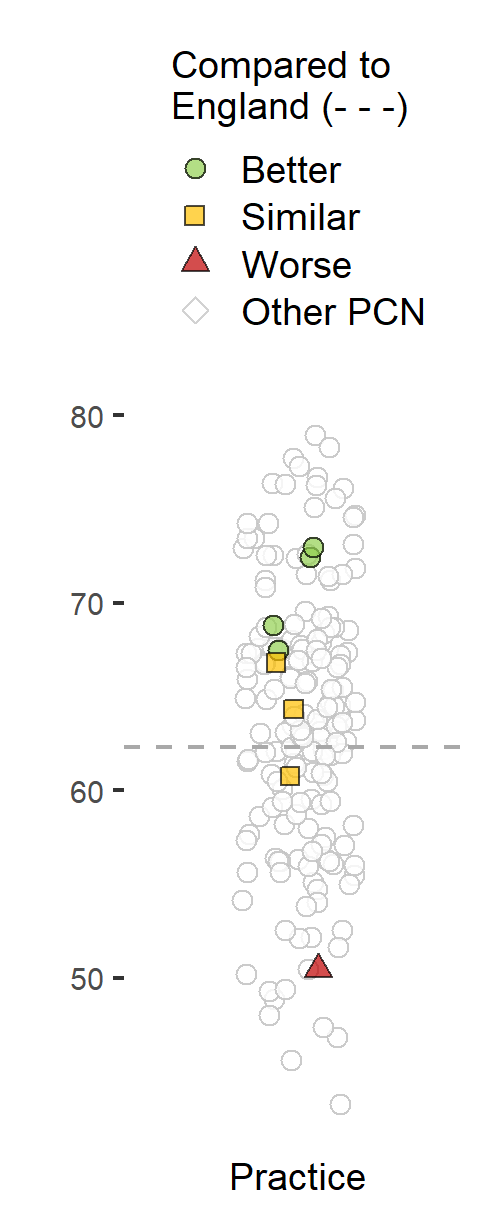 Compared to
England (- - -)
Better
Similar
Worse
Other PCN
80
70
60
50
Practice